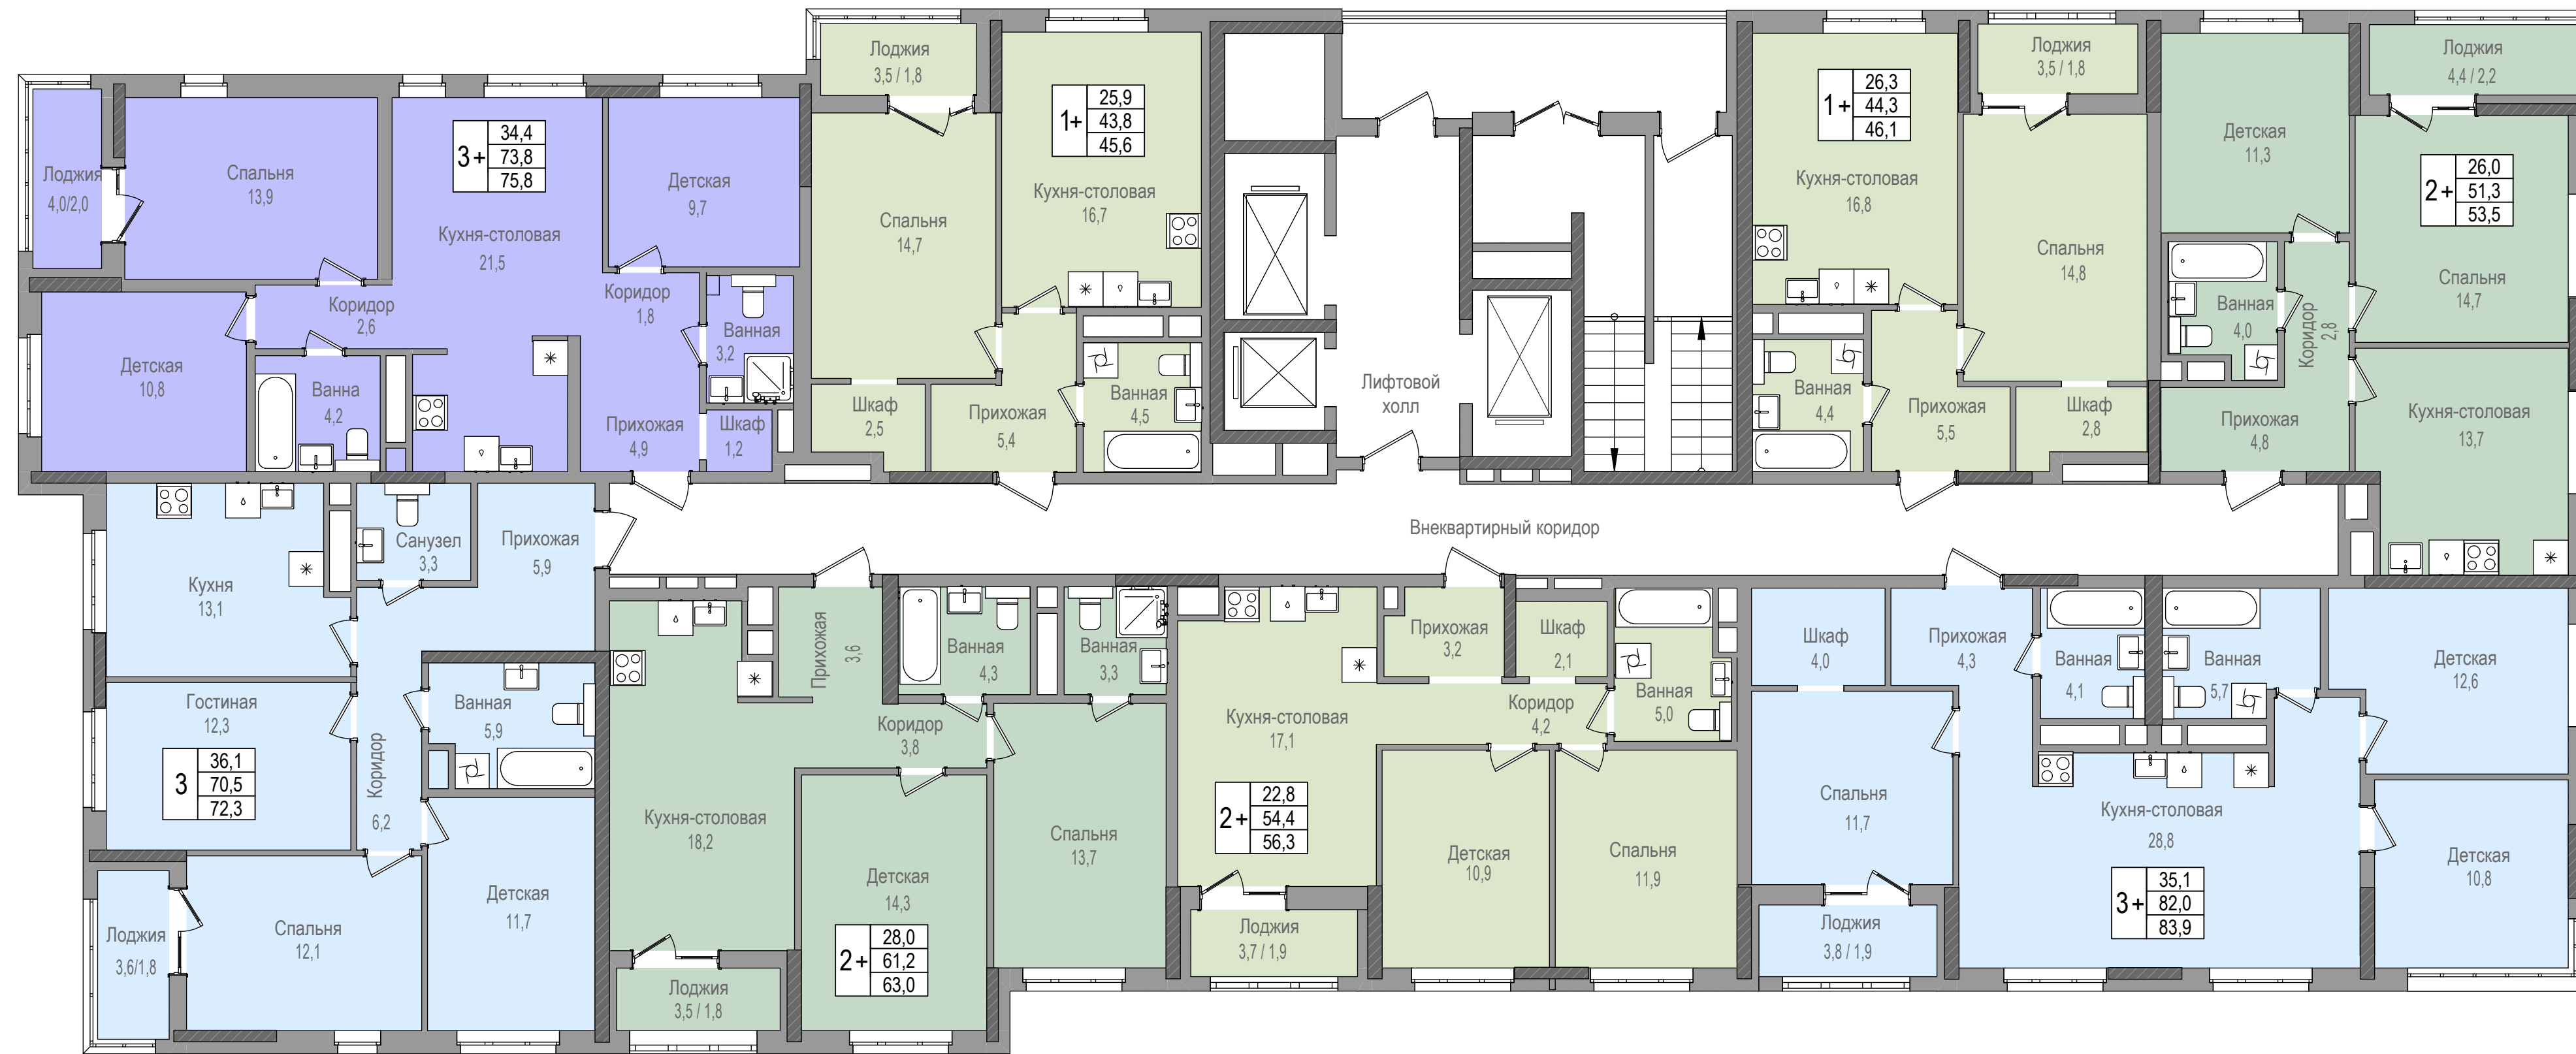 Лоджия
4,0/2,0
Спальня
13,9
3+
34,4
73,8
75,8
Кухня-столовая
21,5
Детская
9,7
Коридор
2,6
Коридор
1,8
Ванная
3,2
Детская
10,8
Ванна
4,2
Прихожая
4,9
Шкаф
1,2
Лоджия
3,5 / 1,8
Спальня
14,7
1+
25,9
43,8
45,6
Кухня-столовая
16,7
Шкаф
2,5
Прихожая
5,4
Ванная
4,5
Лифтовой
холл
1+
26,3
44,3
46,1
Кухня-столовая
16,8
Лоджия
3,5 / 1,8
Спальня
14,8
Ванная
4,4
Прихожая
5,5
Шкаф
2,8
Детская
11,3
Лоджия
4,4 / 2,2
2+
26,0
51,3
53,5
Спальня
14,7
Ванная
4,0
Коридор
2,8
Прихожая
4,8
Кухня-столовая
13,7
Внеквартирный коридор
Кухня
13,1
Санузел
3,3
Прихожая
5,9
Гостиная
12,3
3
36,1
70,5
72,3
Ванная
5,9
Коридор
6,2
Лоджия
3,6/1,8
Спальня
12,1
Детская
11,7
Прихожая
3,6
Ванная
4,3
Ванная
3,3
Коридор
3,8
Кухня-столовая
18,2
Детская
14,3
2+
28,0
61,2
63,0
Спальня
13,7
Лоджия
3,5 / 1,8
Прихожая
3,2
Шкаф
2,1
Ванная
5,0
Коридор
4,2
Кухня-столовая
17,1
2+
22,8
54,4
56,3
Детская
10,9
Спальня
11,9
Лоджия
3,7 / 1,9
Шкаф
4,0
Прихожая
4,3
Ванная
4,1
Ванная
5,7
Детская
12,6
Спальня
11,7
Кухня-столовая
28,8
3+
35,1
82,0
83,9
Детская
10,8
Лоджия
3,8 / 1,9